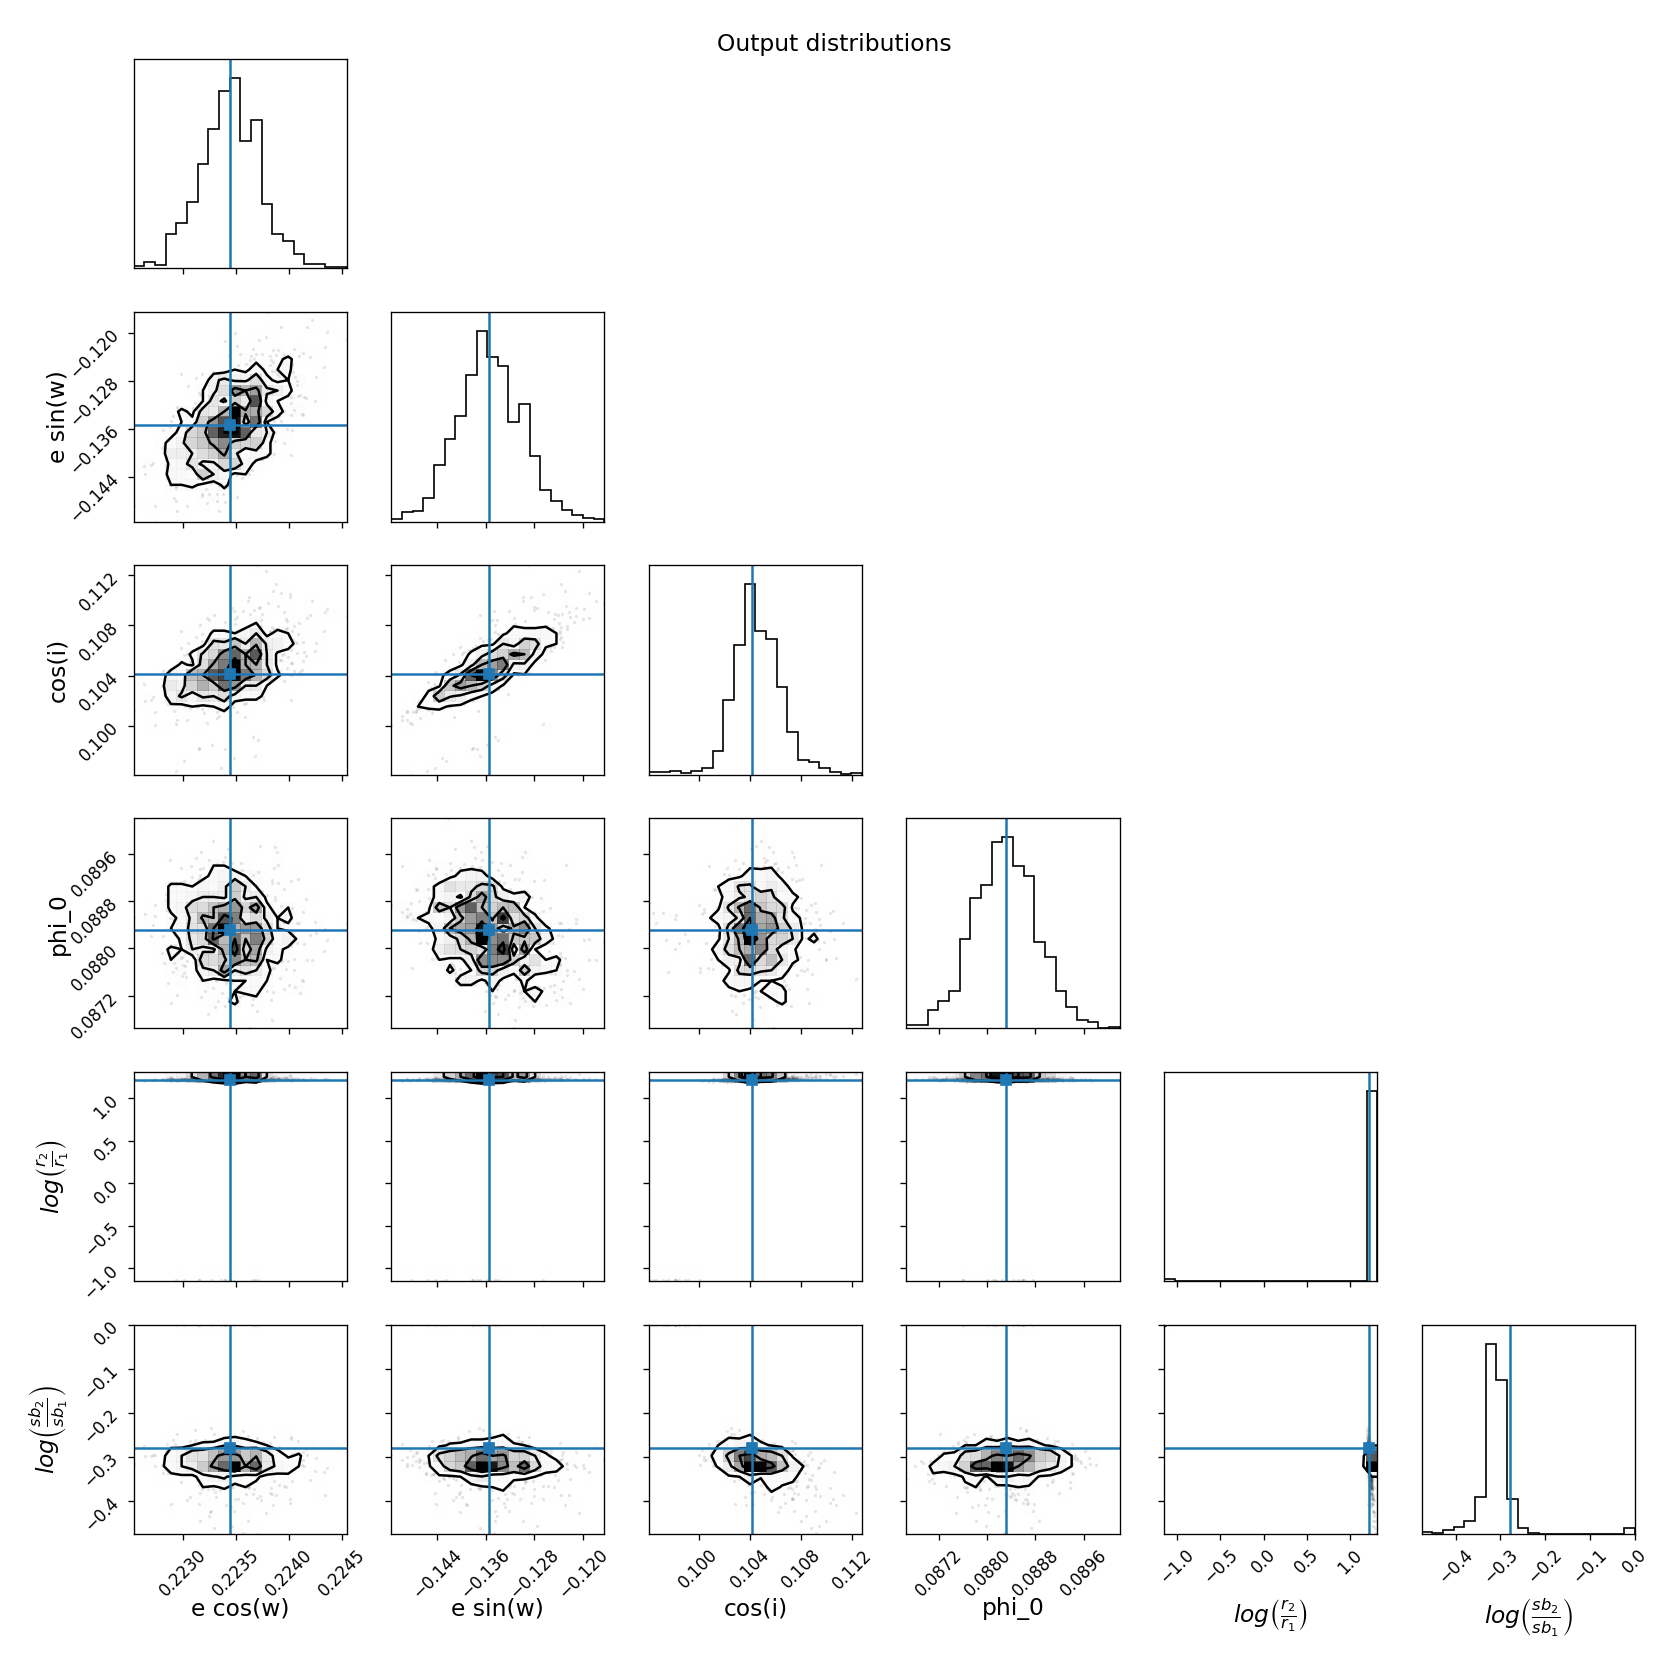 Output distributions
e sin(w)
−0.120
−0.128
−0.136
−0.144
cos(i)
0.112
0.108
0.104
0.100
phi_0
0.0896
0.0888
0.0880
0.0872
log(r2/r1)
1.0
0.5
0.0
−0.5
−1.0
log(sb2/sb1)
0.0
−0.1
−0.2
−0.3
−0.4
0.2230 0.2235 0.2240 0.2245
e cos(w)
−0.144 −0.136 −0.128 −0.120
e sin(w)
0.100 0.104 0.108 0.112
cos(i)
0.0872 0.0880 0.0888 0.0896
phi_0
−1.0 −0.5 0.0 0.5 1.0
log(r2/r1)
−0.4 −0.3 −0.2 −0.1 0.0
log(sb2/sb1)